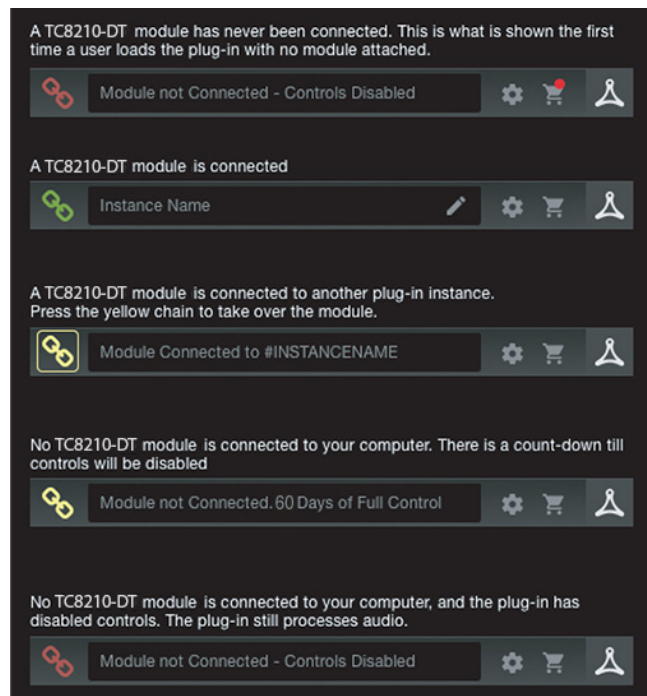 A TC8210-DT module has never been connected. This is what is shown the first
time a user loads the plug-in with no module attached.
Module not Connected - Controls Disabled
A TC8210-DT module is connected
Instance Name
A TC8210-DT module is connected to another plug-in instance.
Press the yellow chain to take over the module.
Module Connected to #INSTANCENAME
No TC8210-DT module is connected to your computer. There is a count-down till
controls will be disabled
Module not Connected. 60 Days of Full Control
No TC8210-DT module is connected to your computer, and the plug-in has
disabled controls. The plug-in still processes audio.
Module not Connected - Controls Disabled